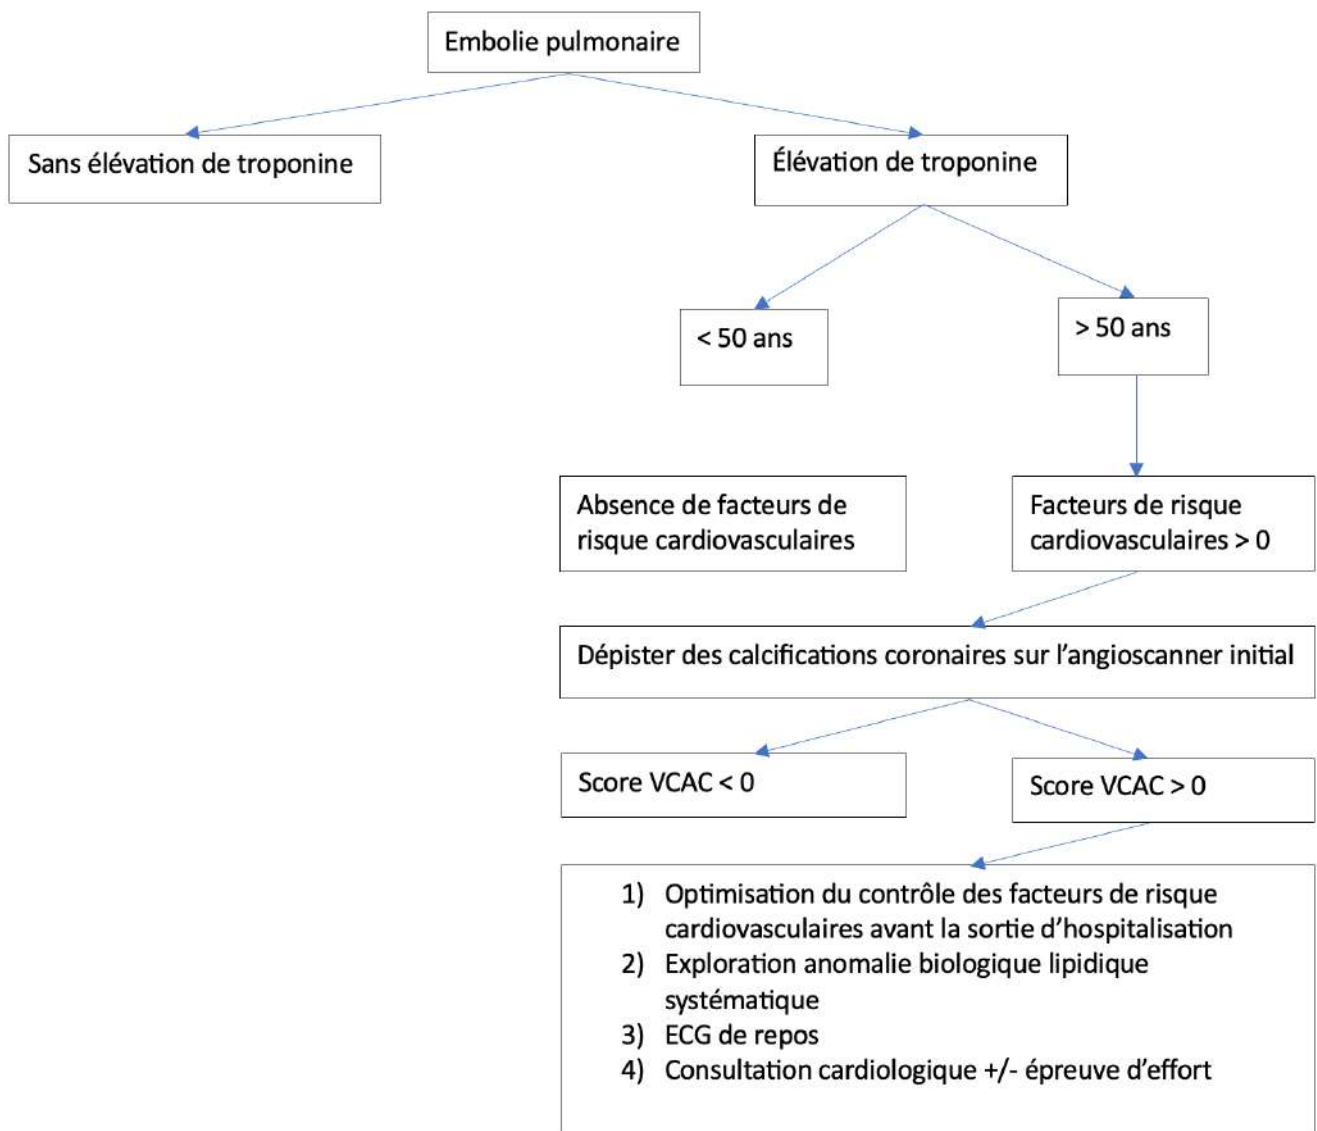 Embolie pulmonaire
Sans élévation de troponine
Élévation de troponine
< 50 ans
> 50 ans
Absence de facteurs de
risque cardiovasculaires
Facteurs de risque
cardiovasculaires > 0
Dépister des calcifications coronaires sur l’angioscanner initial
Score VCAC < 0
Score VCAC > 0
1) Optimisation du contrôle des facteurs de risque
cardiovasculaires avant la sortie d’hospitalisation
2) Exploration anomalie biologique lipidique
systématique
3) ECG de repos
4) Consultation cardiologique +/- épreuve d’effort